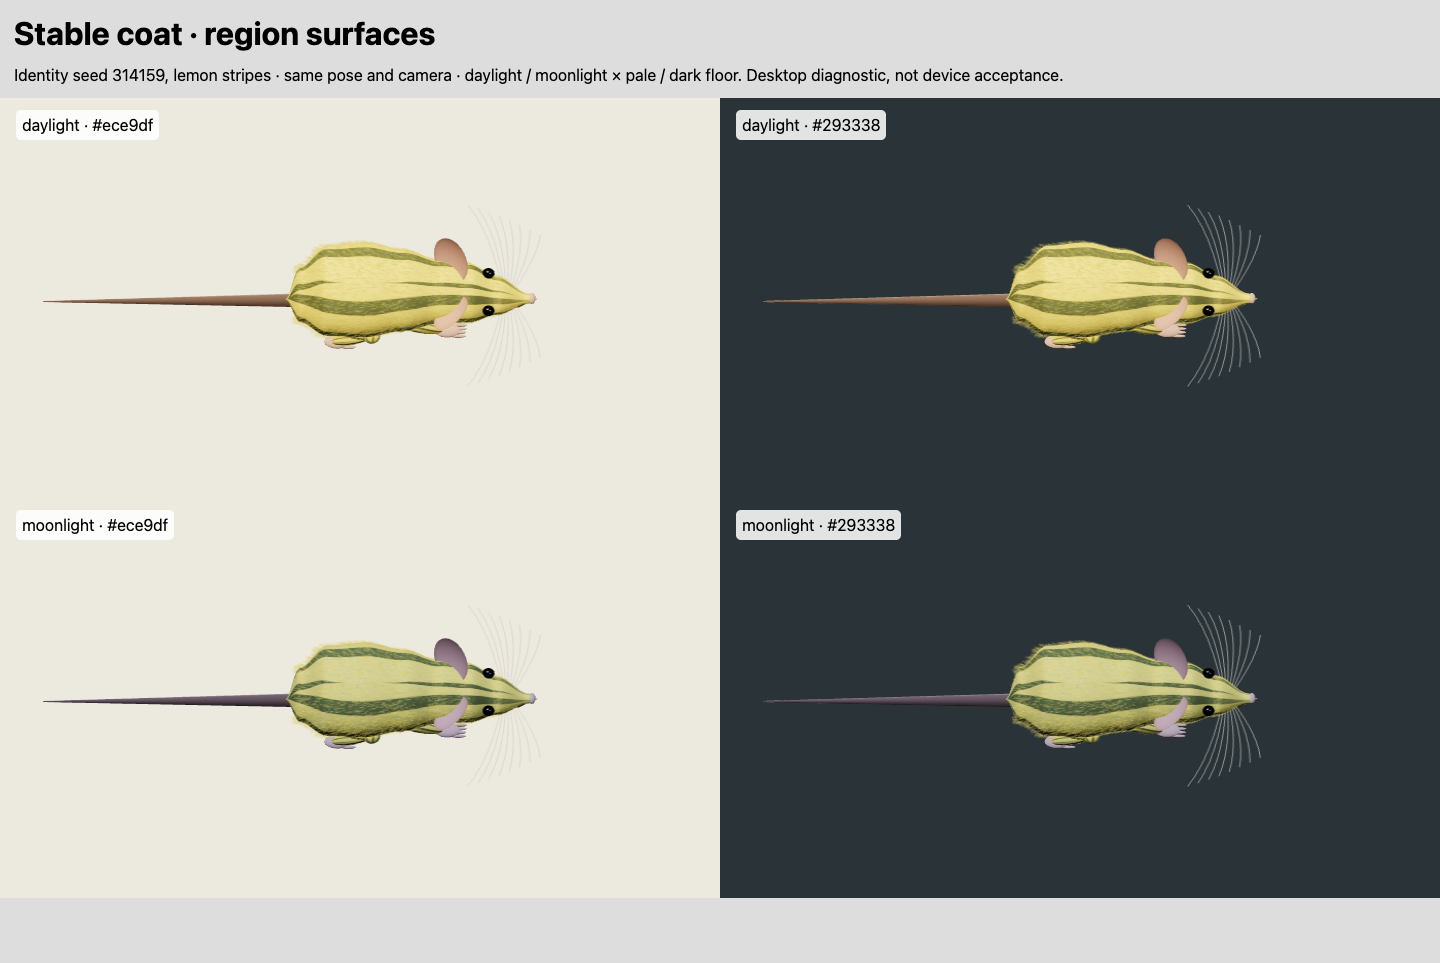 Stable coat · region surfaces
Identity seed 314159, lemon stripes · same pose and camera · daylight / moonlight × pale / dark floor. Desktop diagnostic, not device acceptance.
daylight · #ece9df
daylight · #293338
moonlight · #ece9df
moonlight · #293338